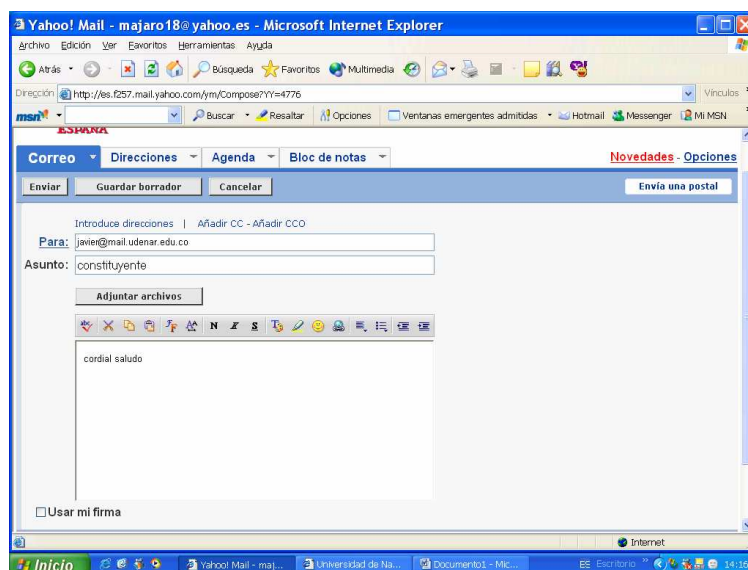 Yahoo! Mail - majaro18@yahoo.es - Microsoft Internet Explorer
Archivo Edición Ver Favoritos Herramientas Ayuda
Atrás Búsqueda Favoritos Multimedia
Dirección http://es.f257.mail.yahoo.com/ym/Compose?YY=4776 Vínculos
msn Buscar Resaltar Opciones Ventanas emergentes admitidas Hotmail Messenger Mi MSN
ESPAÑA
Correo Direcciones Agenda Bloc de notas Novedades - Opciones
Enviar Guardar borrador Cancelar Envía una postal
Introduce direcciones | Añadir CC - Añadir CCO
Para: javier@mail.udenar.edu.co
Asunto: constituyente
Adjuntar archivos
N K S
cordial saludo
Usar mi firma
Internet
Inicio Yahoo! Mail - maj... Universidad de Na... Documento1 - Mic... ES Escritorio » 14:16